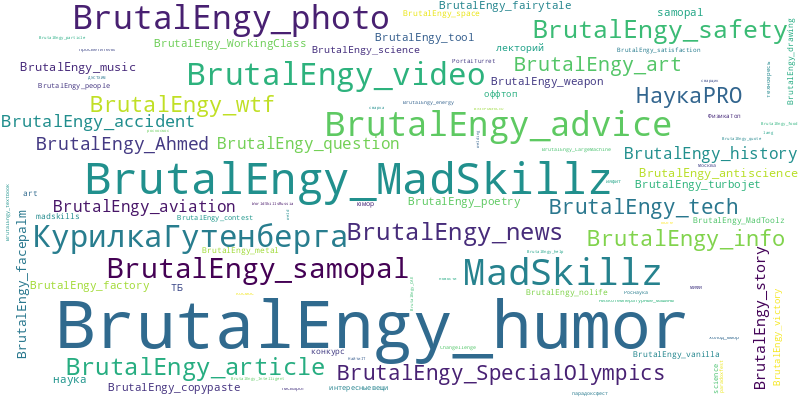 BrutalEngy_photo
BrutalEngy_space
BrutalEngy_fairytale
samopal
BrutalEngy_safety
BrutalEngy_drawing
BrutalEngy_tool
BrutalEngy_WorkingClass
BrutalEngy_science
лекторий
BrutalEngy_satisfaction
PortalTurret
BrutalEngy_art
BrutalEngy_music
BrutalEngy_video
BrutalEngy_weapon
BrutalEngy_people
НаукаPRO
оффтоп
BrutalEngy_wtf
BrutalEngy_energy
BrutalEngy_accident
BrutalEngy_advice
ФизикаТоп
BrutalEngy_Ahmed
BrutalEngy_question
BrutalEngy_history
BrutalEngy_MadSkillz
BrutalEngy_antiscience
BrutalEngy_turbojet
art
BrutalEngy_aviation
юмор
BrutalEngy_poetry
BrutalEngy_tech
madskills
BrutalEngy_contest
BrutalEngy_MadToolz
КурилкаГутенберга
BrutalEngy_news
BrutalEngy_info
BrutalEngy_metal
BrutalEngy_facepalm
BrutalEngy_samopal
MadSkillz
BrutalEngy_story
BrutalEngy_factory
ТБ
BrutalEngy_nolife
BrutalEngy_victory
BrutalEngy_humor
конкурс
BrutalEngy_vanilla
BrutalEngy_article
BrutalEngy_SpecialOlympics
science
наука
BrutalEngy_copypaste
интересныевещи
парадоксфест